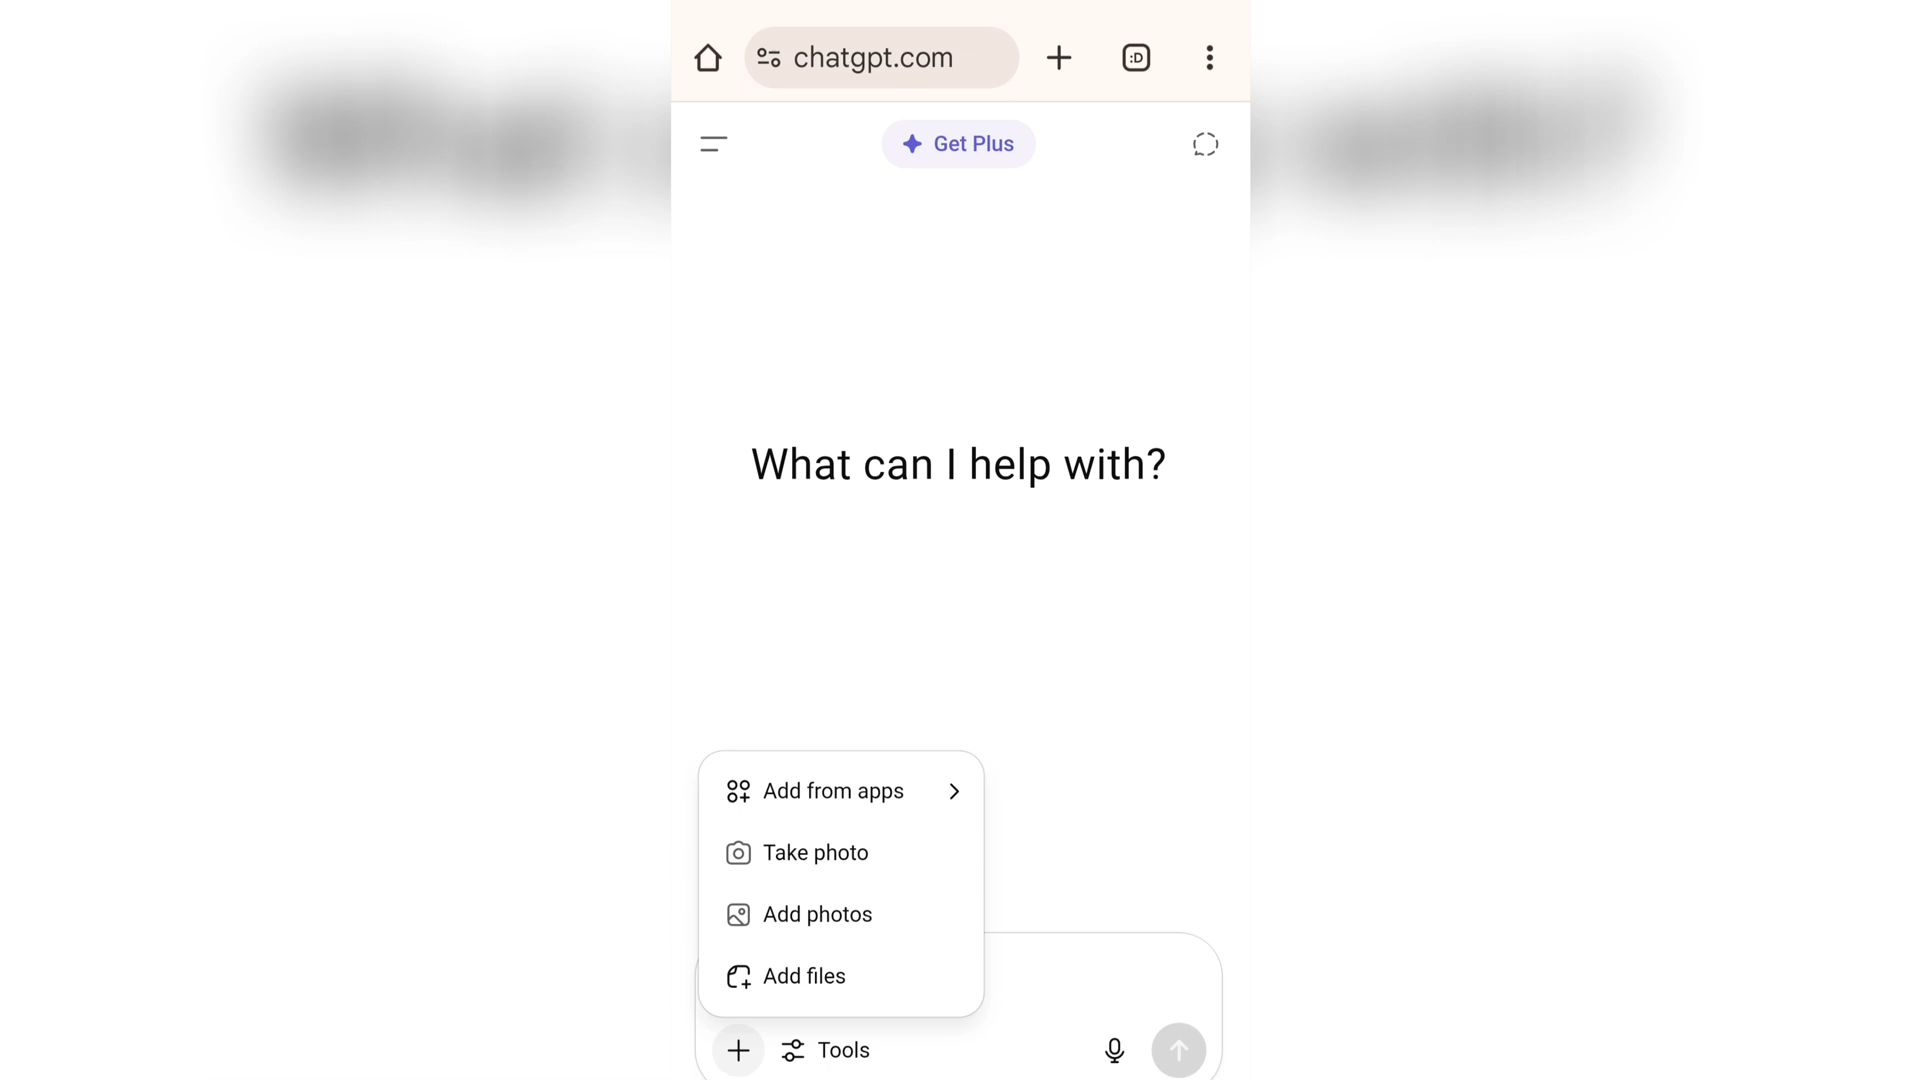 chatgpt.com
:D
Get Plus
What can I help with?
Add from apps
Take photo
Add photos
Add files
Tools